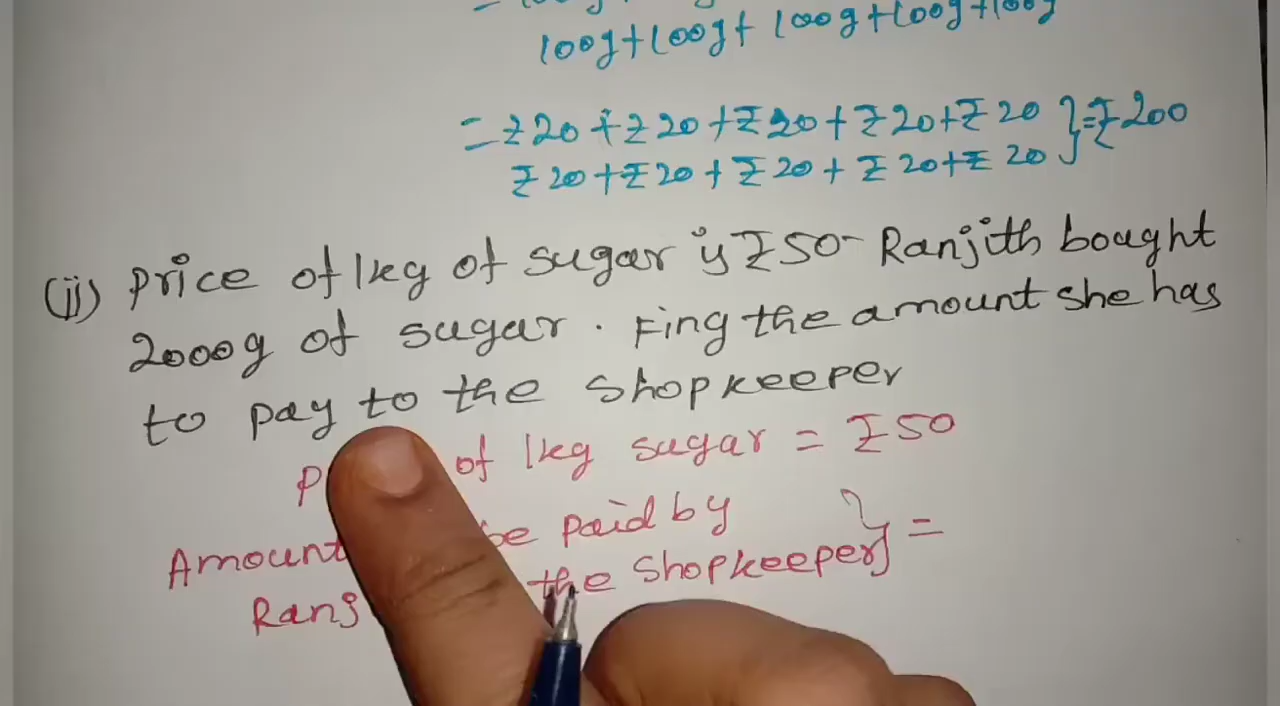 100g+100g+ 100g+100g+100g
= ₹20 + ₹20 +₹20 + ₹20+₹20 }=₹200
₹20+₹20+ ₹20 + ₹20+₹20
(ii) Price of 1kg of sugar is ₹50- Ranjith bought
2000g of sugar. Fing the amount she has
to pay to the shopkeeper
of 1kg sugar = ₹50
Amount be paid by } =
Ranj the shopkeeper